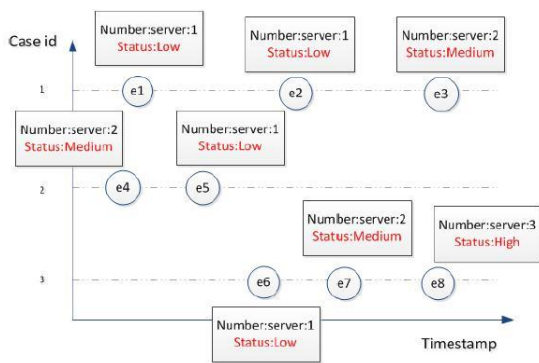 Case id
Number:server:1
Status:Low
Number:server:1
Status:Low
Number:server:2
Status:Medium
1
e1
e2
e3
Number:server:2
Status:Medium
Number:server:1
Status:Low
2
e4
e5
Number:server:2
Status:Medium
Number:server:3
Status:High
3
e6
e7
e8
Number:server:1
Status:Low
Timestamp